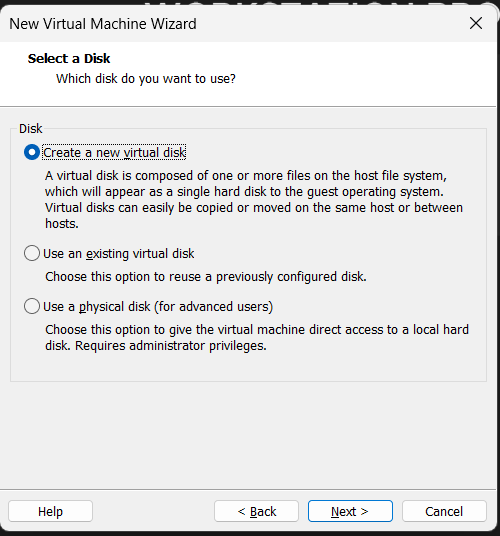 WORKSTATION PRO
New Virtual Machine Wizard
Select a Disk
Which disk do you want to use?
Disk
Create a new virtual disk
A virtual disk is composed of one or more files on the host file system,
which will appear as a single hard disk to the guest operating system.
Virtual disks can easily be copied or moved on the same host or between
hosts.
Use an existing virtual disk
Choose this option to reuse a previously configured disk.
Use a physical disk (for advanced users)
Choose this option to give the virtual machine direct access to a local hard
disk. Requires administrator privileges.
Help
< Back
Next >
Cancel